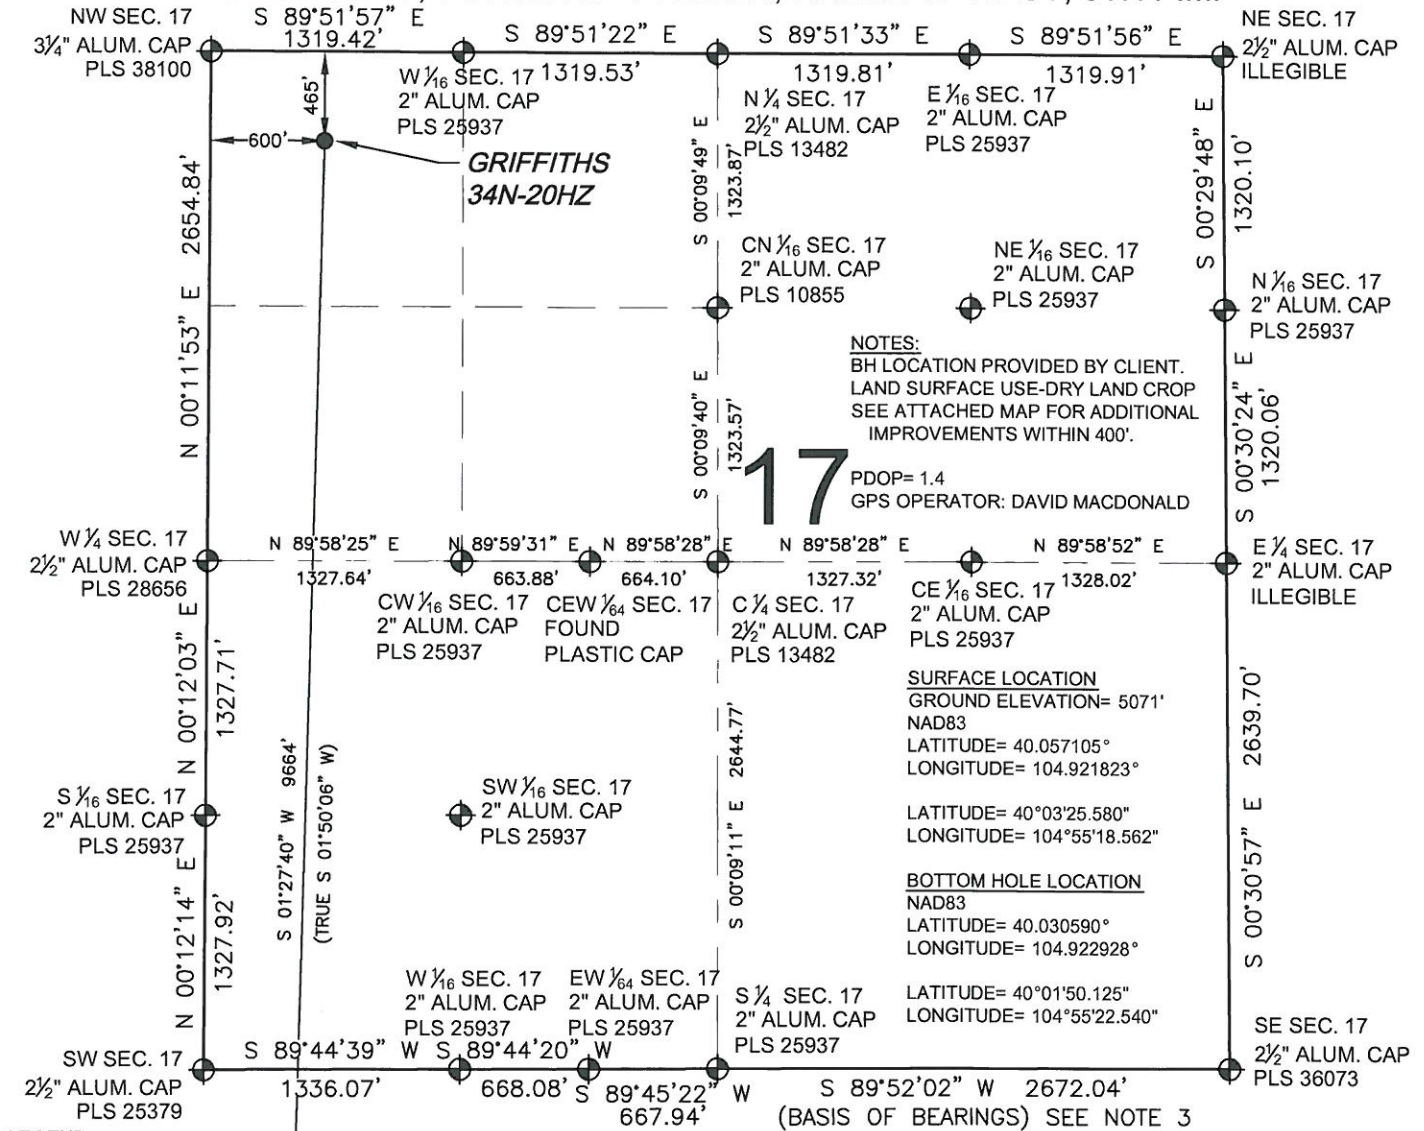 NW SEC. 17
3¼" ALUM. CAP
PLS 38100
S 89°51'57" E
1319.42'
S 89°51'22" E
1319.53'
S 89°51'33" E
1319.81'
S 89°51'56" E
1319.91'
NE SEC. 17
2½" ALUM. CAP
ILLEGIBLE
W 1/16 SEC. 17
2" ALUM. CAP
PLS 25937
N ¼ SEC. 17
2½" ALUM. CAP
PLS 13482
E 1/16 SEC. 17
2" ALUM. CAP
PLS 25937
465'
600'
GRIFFITHS
34N-20HZ
N 00°11'53" E 2654.84'
S 00°09'49" E
1323.87'
S 00°29'48" E
1320.10'
CN 1/16 SEC. 17
2" ALUM. CAP
PLS 10855
NE 1/16 SEC. 17
2" ALUM. CAP
PLS 25937
N 1/16 SEC. 17
2" ALUM. CAP
PLS 25937
NOTES:
BH LOCATION PROVIDED BY CLIENT.
LAND SURFACE USE-DRY LAND CROP
SEE ATTACHED MAP FOR ADDITIONAL
IMPROVEMENTS WITHIN 400'.
PDOP= 1.4
GPS OPERATOR: DAVID MACDONALD
S 00°09'40" E
1323.57'
17
S 00°30'24" E
1320.06'
W ¼ SEC. 17
2½" ALUM. CAP
PLS 28656
N 89°58'25" E
1327.64'
N 89°59'31" E
663.88'
N 89°58'28" E
664.10'
N 89°58'28" E
1327.32'
N 89°58'52" E
1328.02'
E ¼ SEC. 17
2" ALUM. CAP
ILLEGIBLE
CW 1/16 SEC. 17
2" ALUM. CAP
PLS 25937
CEW 1/64 SEC. 17
FOUND
PLASTIC CAP
C ¼ SEC. 17
2½" ALUM. CAP
PLS 13482
CE 1/16 SEC. 17
2" ALUM. CAP
PLS 25937
N 00°12'03" E
1327.71'
SURFACE LOCATION
GROUND ELEVATION= 5071'
NAD83
LATITUDE= 40.057105°
LONGITUDE= 104.921823°
LATITUDE= 40°03'25.580"
LONGITUDE= 104°55'18.562"
BOTTOM HOLE LOCATION
NAD83
LATITUDE= 40.030590°
LONGITUDE= 104.922928°
LATITUDE= 40°01'50.125"
LONGITUDE= 104°55'22.540"
S 1/16 SEC. 17
2" ALUM. CAP
PLS 25937
S 01°27'40" W 9664'
(TRUE S 01°50'06" W)
SW 1/16 SEC. 17
2" ALUM. CAP
PLS 25937
S 00°09'11" E 2644.77'
S 00°30'57" E 2639.70'
N 00°12'14" E
1327.92'
W 1/16 SEC. 17
2" ALUM. CAP
PLS 25937
EW 1/64 SEC. 17
2" ALUM. CAP
PLS 25937
S ¼ SEC. 17
2" ALUM. CAP
PLS 25937
SW SEC. 17
2½" ALUM. CAP
PLS 25379
S 89°44'39" W
1336.07'
S 89°44'20" W
668.08'
S 89°45'22" W
667.94'
S 89°52'02" W 2672.04'
(BASIS OF BEARINGS) SEE NOTE 3
SE SEC. 17
2½" ALUM. CAP
PLS 36073